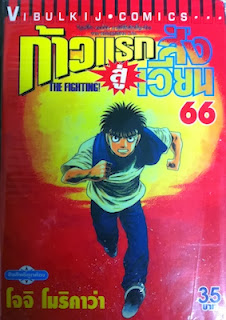 VIBULKIJ COMICS
ก้าวแรก
สู่
สังเวียน
THE FIGHTING!
66
โจจิ โมริคาว่า
35
บาท